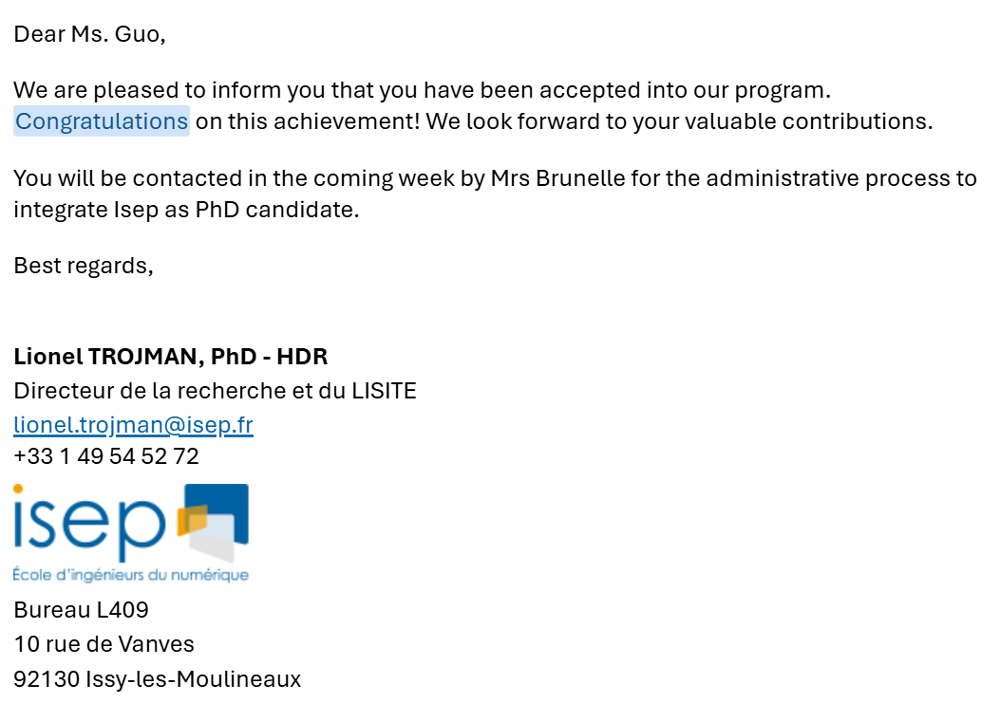 Dear Ms. Guo,
We are pleased to inform you that you have been accepted into our program.
Congratulations on this achievement! We look forward to your valuable contributions.
You will be contacted in the coming week by Mrs Brunelle for the administrative process to
integrate Isep as PhD candidate.
Best regards,
Lionel TROJMAN, PhD - HDR
Directeur de la recherche et du LISITE
lionel.trojman@isep.fr
+33 1 49 54 52 72
isep
École d'ingénieurs du numérique
Bureau L409
10 rue de Vanves
92130 Issy-les-Moulineaux